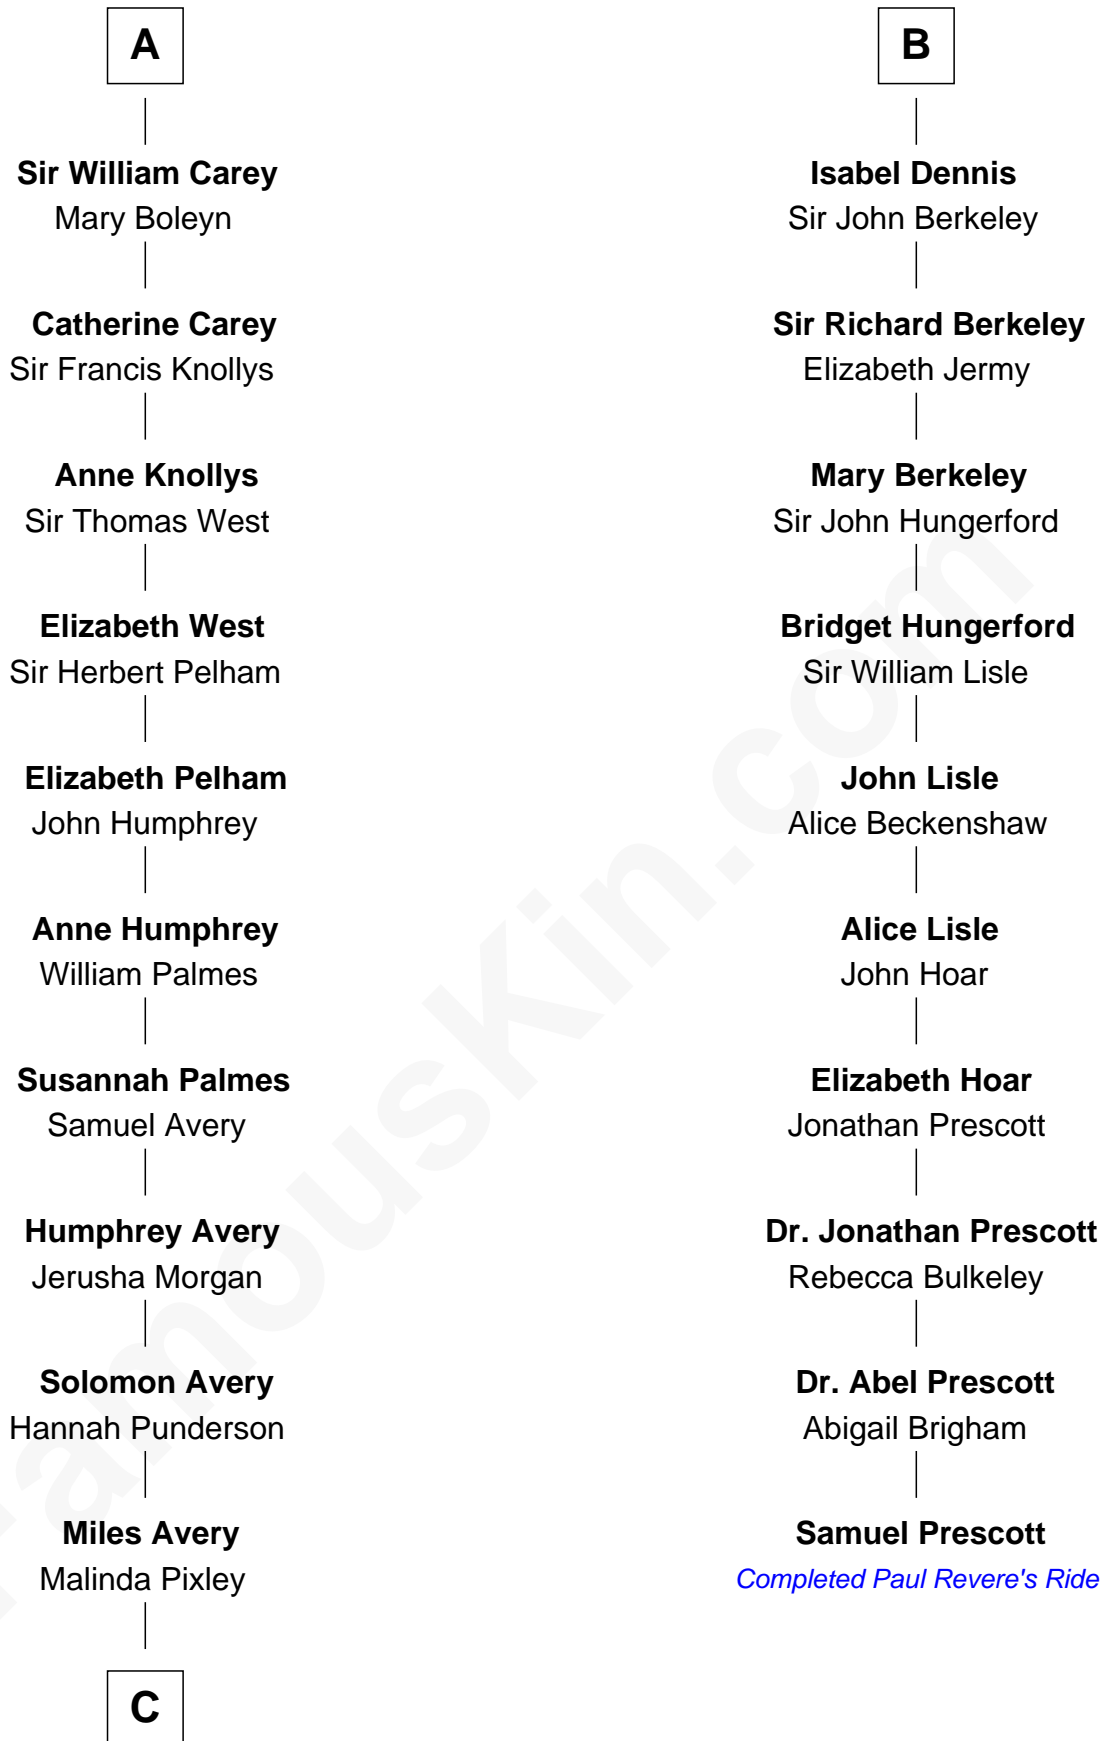 A
Sir William Carey
Mary Boleyn
Catherine Carey
Sir Francis Knollys
Anne Knollys
Sir Thomas West
Elizabeth West
Sir Herbert Pelham
Elizabeth Pelham
John Humphrey
Anne Humphrey
William Palmes
Susannah Palmes
Samuel Avery
Humphrey Avery
Jerusha Morgan
Solomon Avery
Hannah Punderson
Miles Avery
Malinda Pixley
C
B
Isabel Dennis
Sir John Berkeley
Sir Richard Berkeley
Elizabeth Jermy
Mary Berkeley
Sir John Hungerford
Bridget Hungerford
Sir William Lisle
John Lisle
Alice Beckenshaw
Alice Lisle
John Hoar
Elizabeth Hoar
Jonathan Prescott
Dr. Jonathan Prescott
Rebecca Bulkeley
Dr. Abel Prescott
Abigail Brigham
Samuel Prescott
Completed Paul Revere's Ride
FamousKin.com